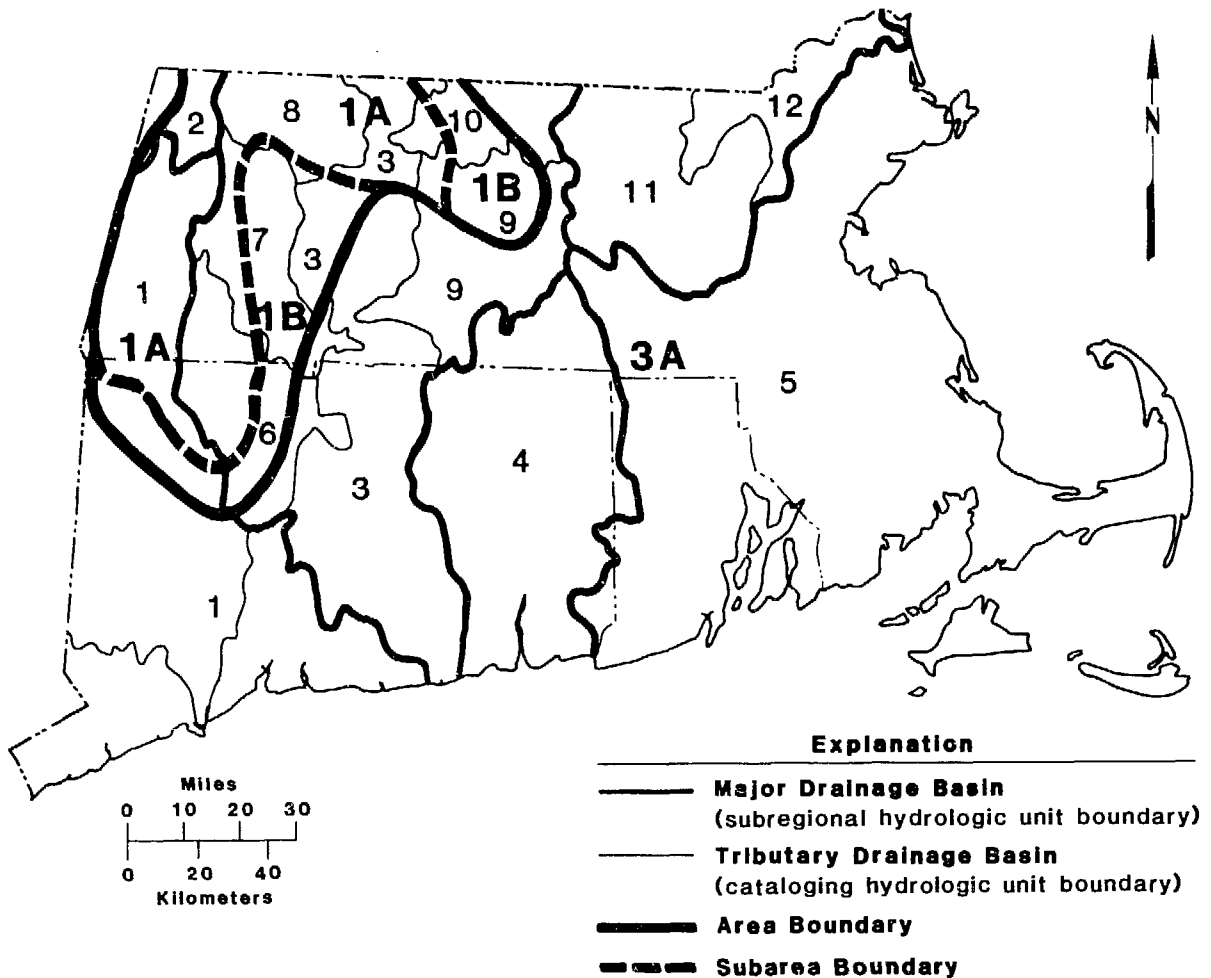 N
12
8
1A
10
2
3
11
1B
9
7
3
1
9
1B
1A
3A
5
6
4
3
1
Explanation
Major Drainage Basin
(subregional hydrologic unit boundary)
Tributary Drainage Basin
(cataloging hydrologic unit boundary)
Area Boundary
Subarea Boundary
Miles
0 10 20 30
0 20 40
Kilometers